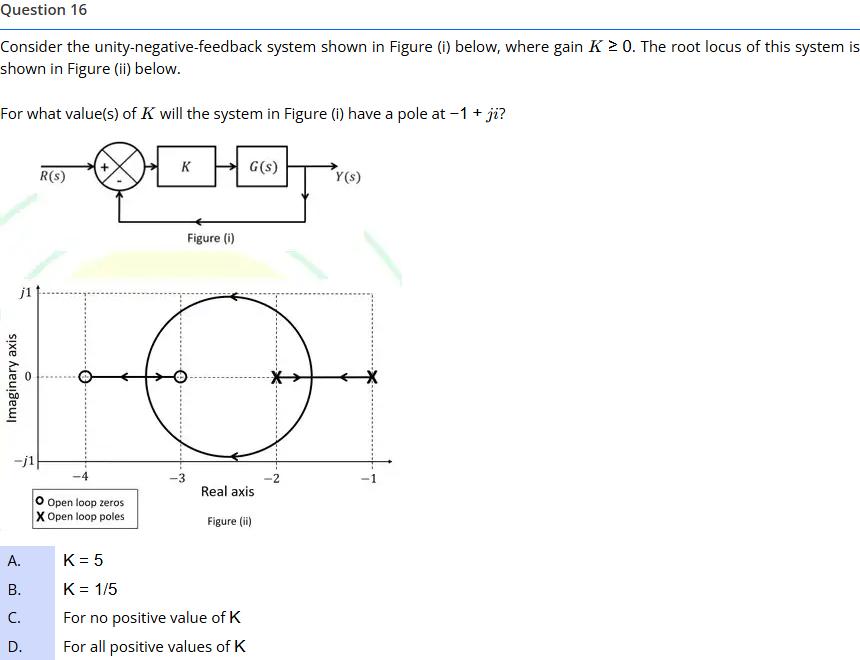 Question 16
Consider the unity-negative-feedback system shown in Figure (i) below, where gain K ≥ 0. The root locus of this system is
shown in Figure (ii) below.
For what value(s) of K will the system in Figure (i) have a pole at −1 + ji?
R(s)
+
-
K
G(s)
Y(s)
Figure (i)
j1
Imaginary axis
0
−j1
−4
−3
−2
−1
Real axis
O Open loop zeros
X Open loop poles
Figure (ii)
A. K = 5
B. K = 1/5
C. For no positive value of K
D. For all positive values of K